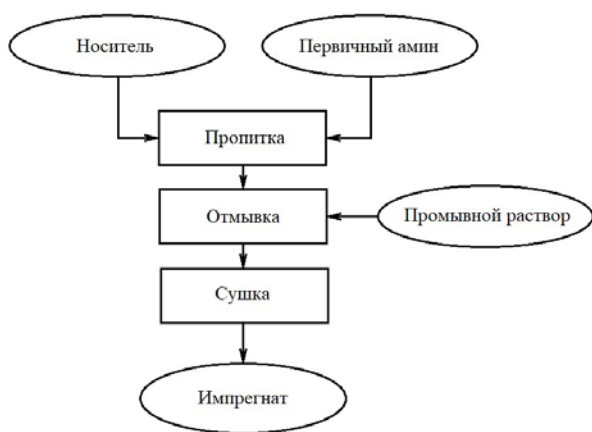 Носитель
Первичный амин
Пропитка
Отмывка
Промывной раствор
Сушка
Импрегнат